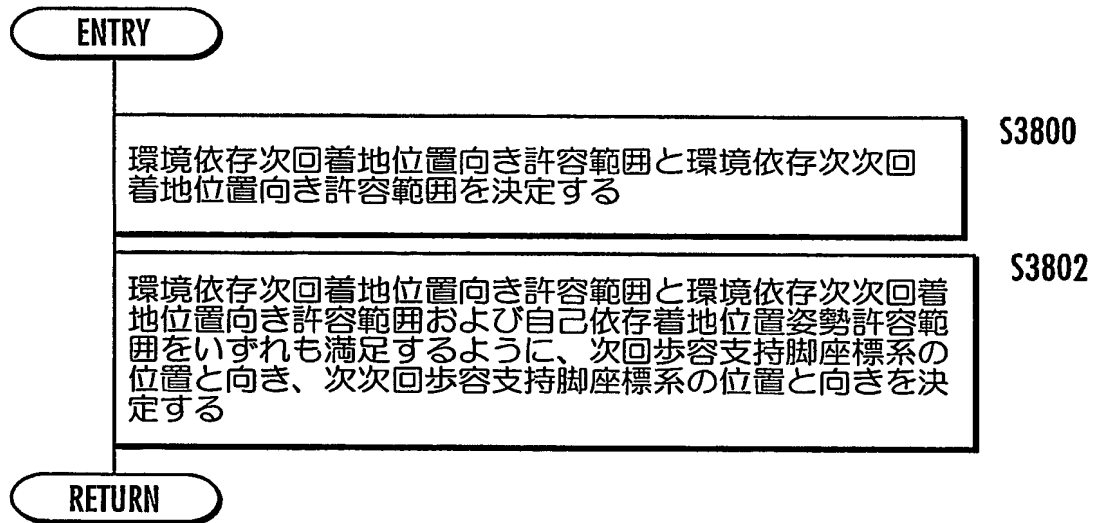 ENTRY
S3800
環境依存次回着地位置向き許容範囲と環境依存次次回
着地位置向き許容範囲を決定する
S3802
環境依存次回着地位置向き許容範囲と環境依存次次回着
地位置向き許容範囲および自己依存着地位置姿勢許容範
囲をいずれも満足するように、次回歩容支持脚座標系の
位置と向き、次次回歩容支持脚座標系の位置と向きを決
定する
RETURN